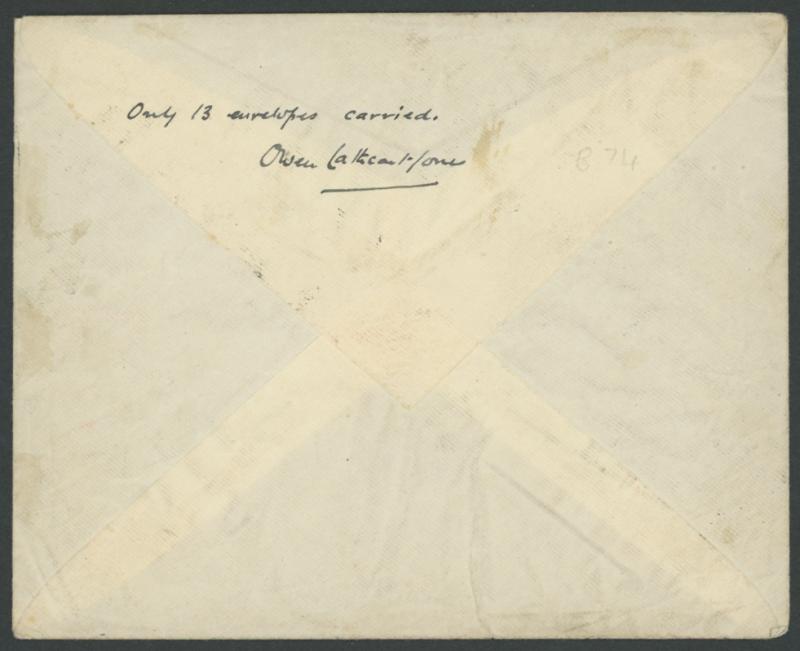 Only 13 envelopes carried.
Owen Cathcart-Jones
B 74